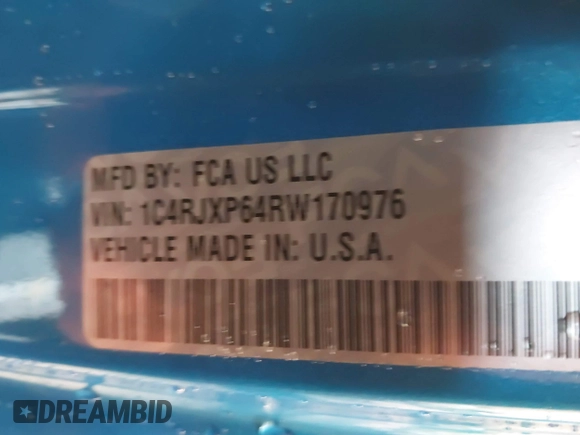 MFD BY: FCA US LLC
VIN: 1C4RJXP64RW170976
VEHICLE MADE IN: U.S.A.
DREAMBID